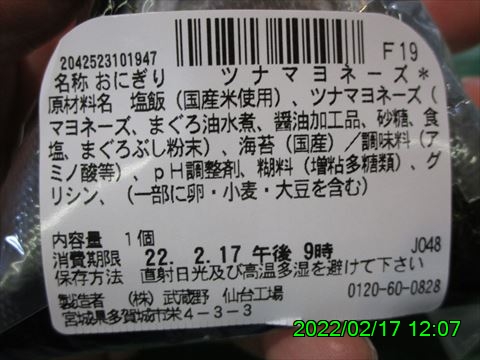 2042523101947
F19
名称 おにぎり ツナマヨネーズ*
原材料名 塩飯(国産米使用)、ツナマヨネーズ(
マヨネーズ、まぐろ油水煮、醤油加工品、砂糖、食
塩、まぐろぶし粉末)、海苔(国産)/調味料(ア
ミノ酸等)、pH調整剤、糊料(増粘多糖類)、グ
リシン、(一部に卵・小麦・大豆を含む)
内容量 1個
消費期限 22. 2.17 午後 9時 J048
保存方法 直射日光及び高温多湿を避けて下さい
製造者 (株)武蔵野 仙台工場 0120-60-0828
宮城県多賀城市栄4-3-3
2022/02/17 12:07